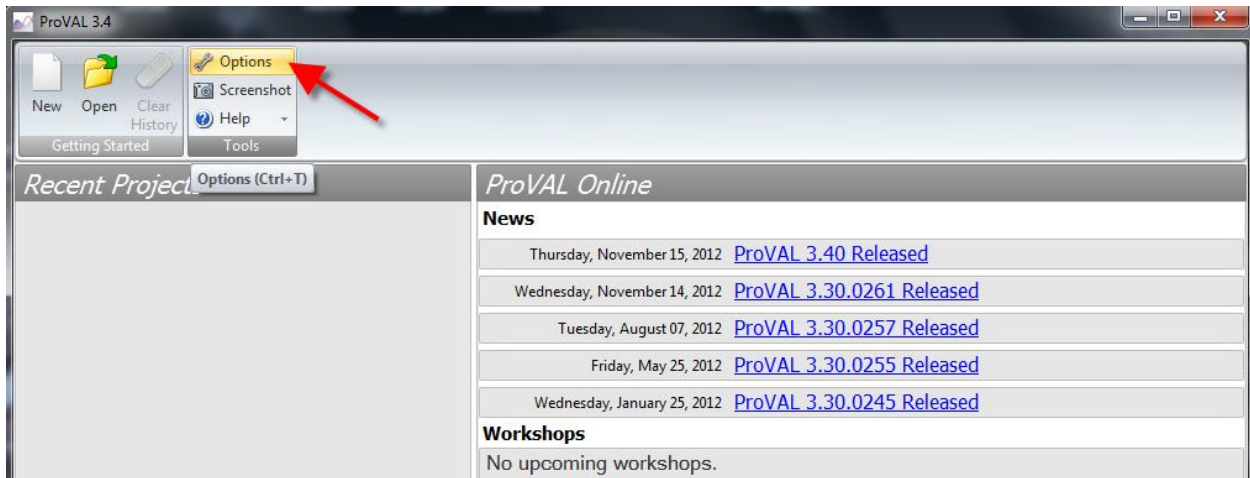 ProVAL 3.4
New
Open
Clear
History
Getting Started
Options
Screenshot
Help
Tools
Options (Ctrl+T)
Recent Project
ProVAL Online
News
Thursday, November 15, 2012 ProVAL 3.40 Released
Wednesday, November 14, 2012 ProVAL 3.30.0261 Released
Tuesday, August 07, 2012 ProVAL 3.30.0257 Released
Friday, May 25, 2012 ProVAL 3.30.0255 Released
Wednesday, January 25, 2012 ProVAL 3.30.0245 Released
Workshops
No upcoming workshops.